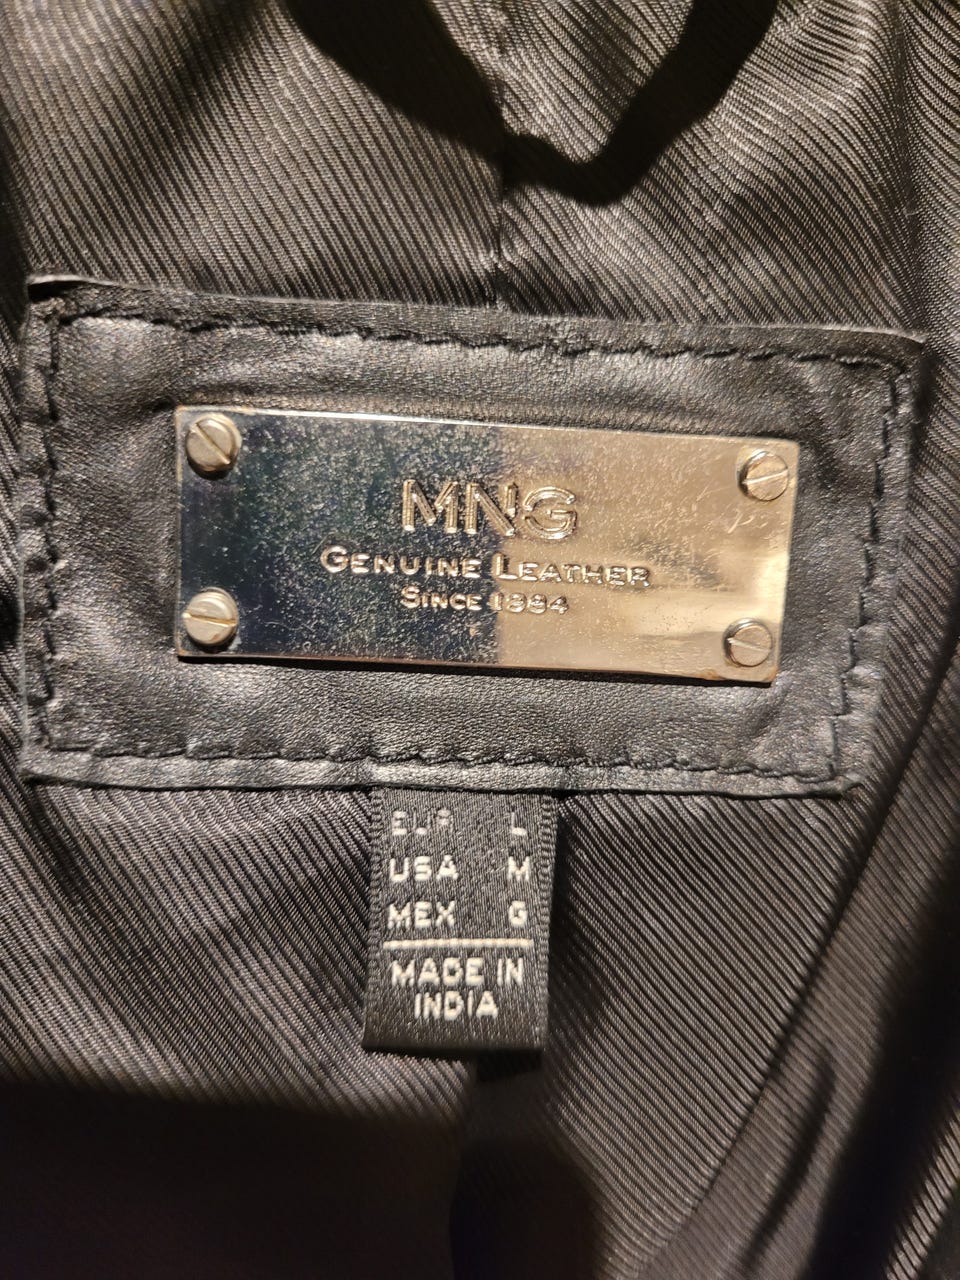 MNG
GENUINE LEATHER
SINCE 1984
EUR L
USA M
MEX G
MADE IN
INDIA